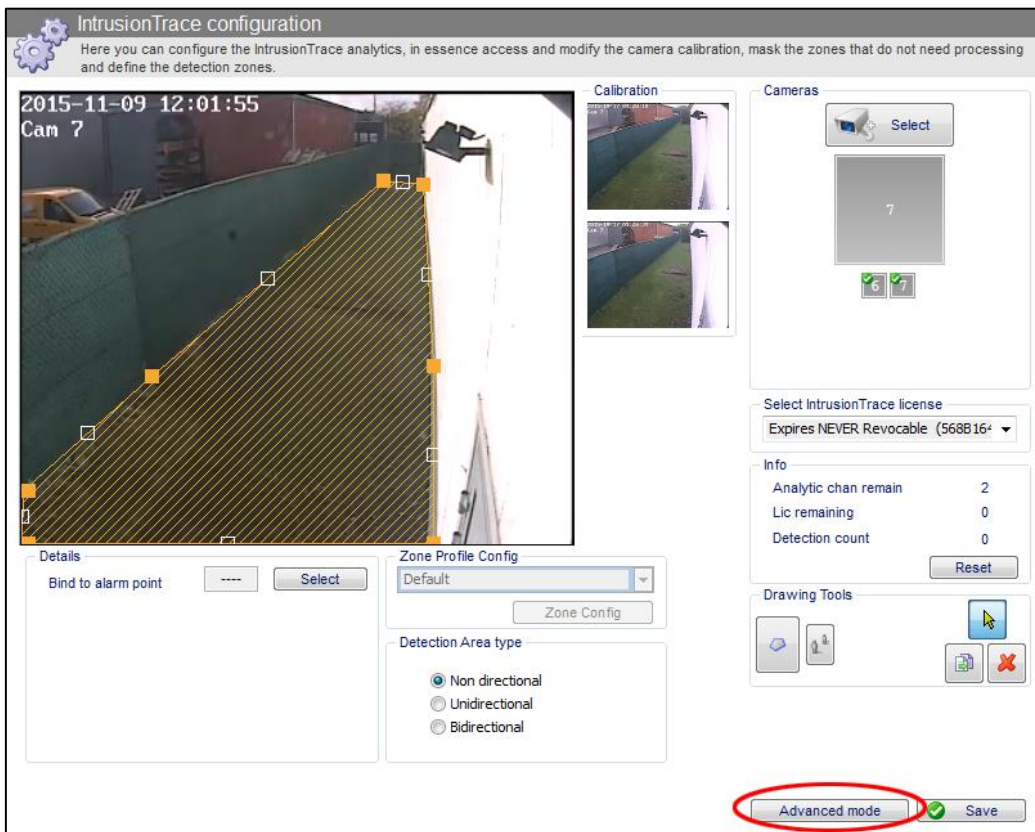 IntrusionTrace configuration
Here you can configure the IntrusionTrace analytics, in essence access and modify the camera calibration, mask the zones that do not need processing
and define the detection zones.
2015-11-09 12:01:55
Cam 7
Calibration
Cam 7
Cameras
Select
7
6 7
Select IntrusionTrace license
Expires NEVER Revocable (568B164
Info
Analytic chan remain 2
Lic remaining 0
Detection count 0
Reset
Details
Bind to alarm point ---- Select
Zone Profile Config
Default
Zone Config
Detection Area type
Non directional
Unidirectional
Bidirectional
Drawing Tools
Advanced mode
Save